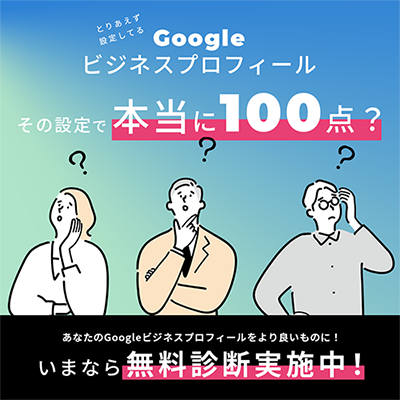 とりあえず
設定してる
Google
ビジネスプロフィール
その設定で本当に100点？
? ? ?
あなたのGoogleビジネスプロフィールをより良いものに！
いまなら無料診断実施中！